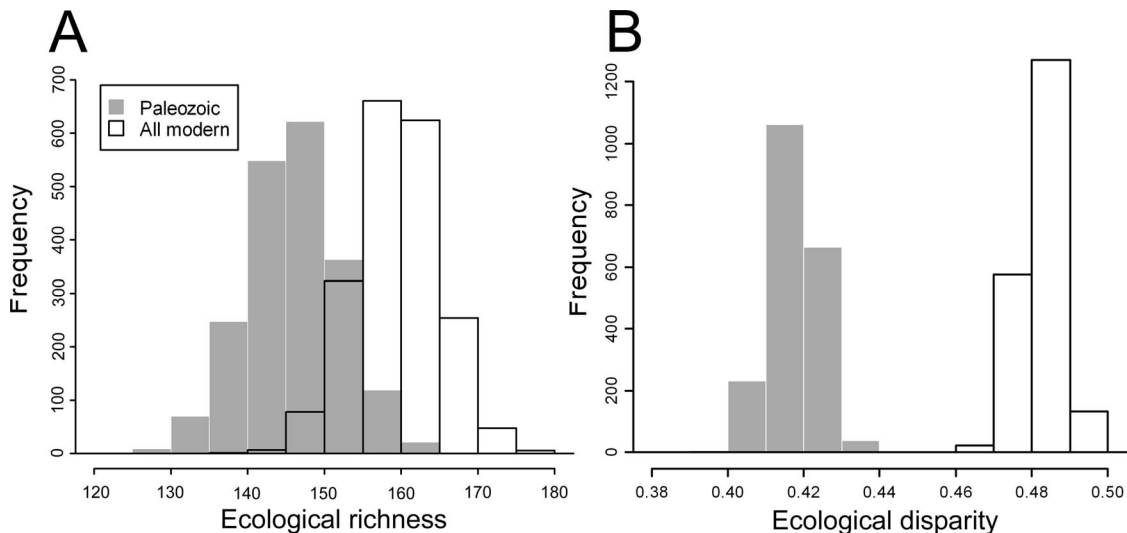 A
700
600
500
400
300
200
100
0
Frequency
Paleozoic
All modern
120 130 140 150 160 170 180
Ecological richness
B
1200
1000
800
600
400
200
0
Frequency
0.38 0.40 0.42 0.44 0.46 0.48 0.50
Ecological disparity